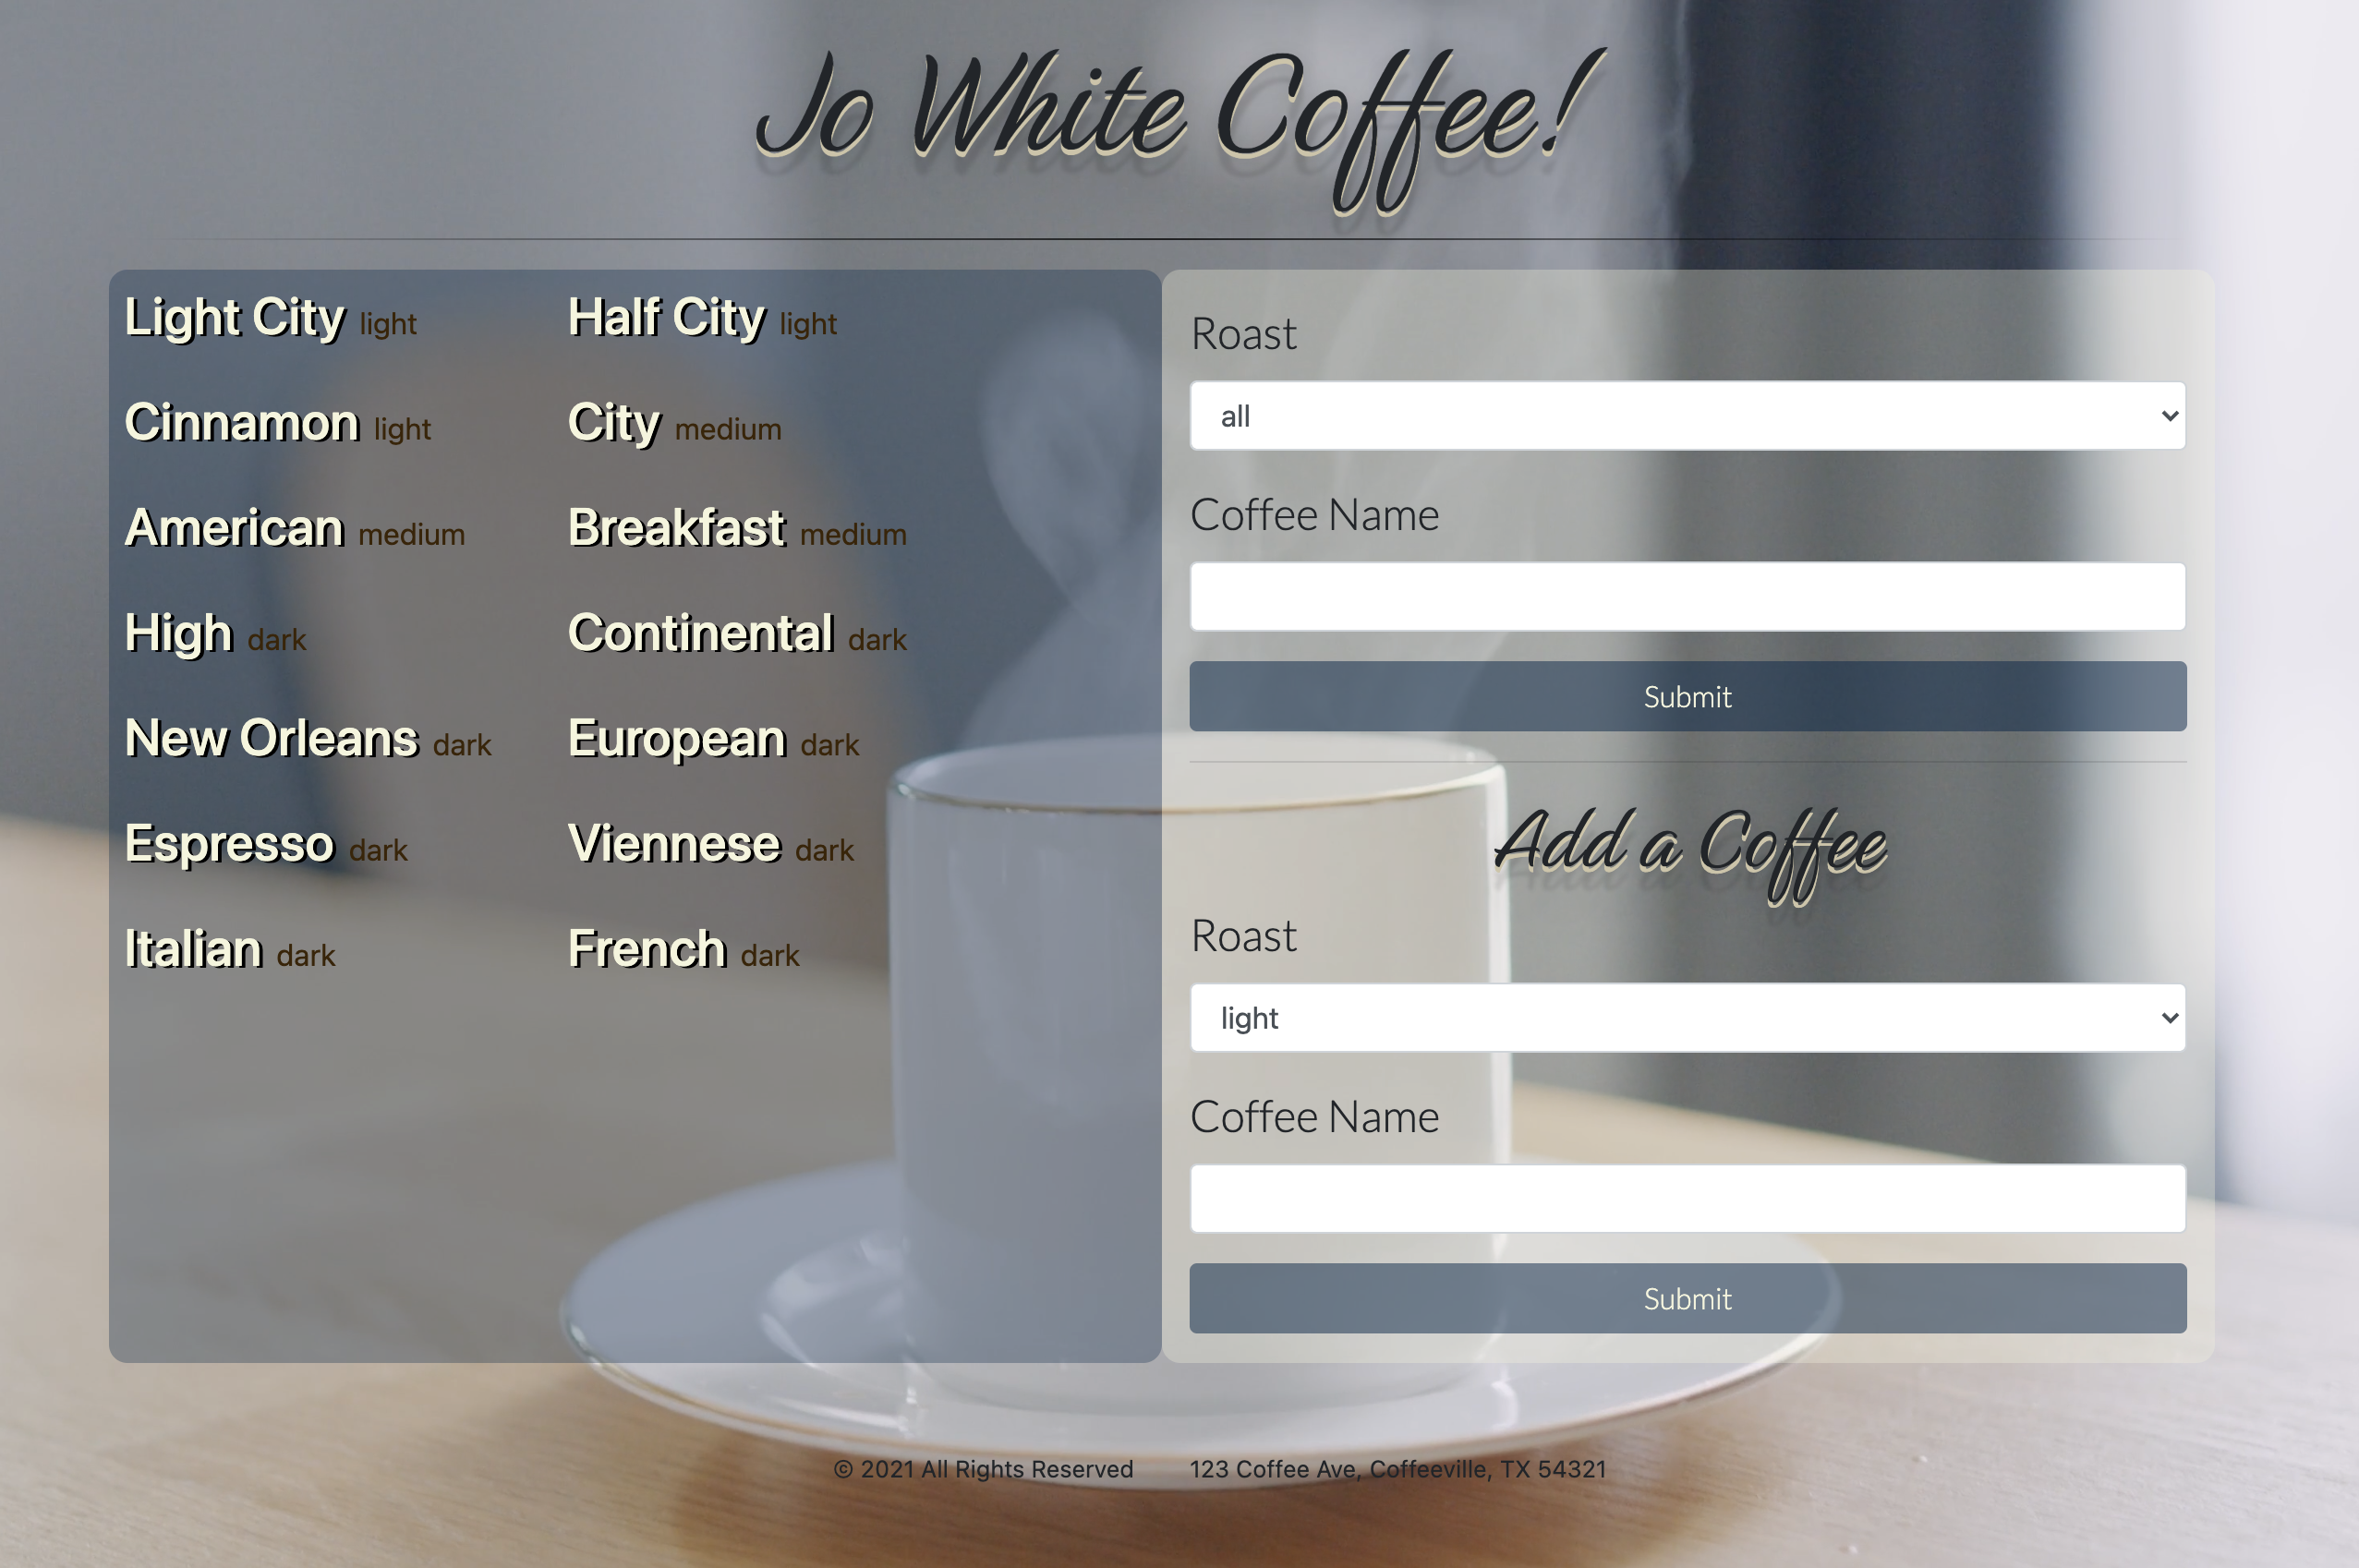 Jo White Coffee!
Light City light
Half City light
Cinnamon light
City medium
American medium
Breakfast medium
High dark
Continental dark
New Orleans dark
European dark
Espresso dark
Viennese dark
Italian dark
French dark
Roast
all
Coffee Name
Submit
Add a Coffee
Roast
light
Coffee Name
Submit
© 2021 All Rights Reserved
123 Coffee Ave, Coffeeville, TX 54321